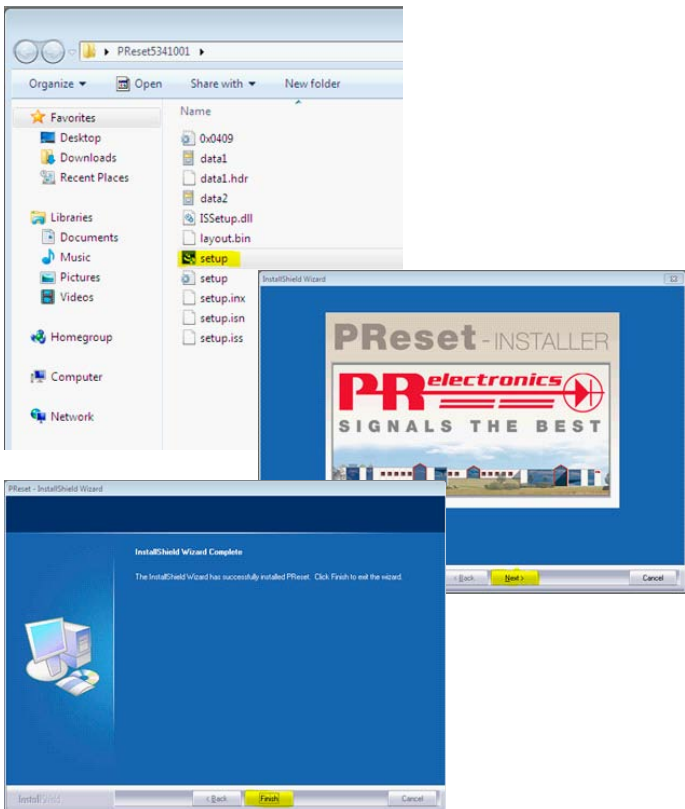 PReset5341001
Organize Open Share with New folder
Favorites
Desktop
Downloads
Recent Places
Libraries
Documents
Music
Pictures
Videos
Homegroup
Computer
Network
Name
0x0409
data1
data1.hdr
data2
ISSetup.dll
layout.bin
setup
setup
setup.inx
setup.isn
setup.iss
InstallShield Wizard
PReset-INSTALLER
PR electronics
SIGNALS THE BEST
< Back Next > Cancel
PReset - InstallShield Wizard
InstallShield Wizard Complete
The InstallShield Wizard has successfully installed PReset. Click Finish to exit the wizard.
InstallShield
< Back Finish Cancel